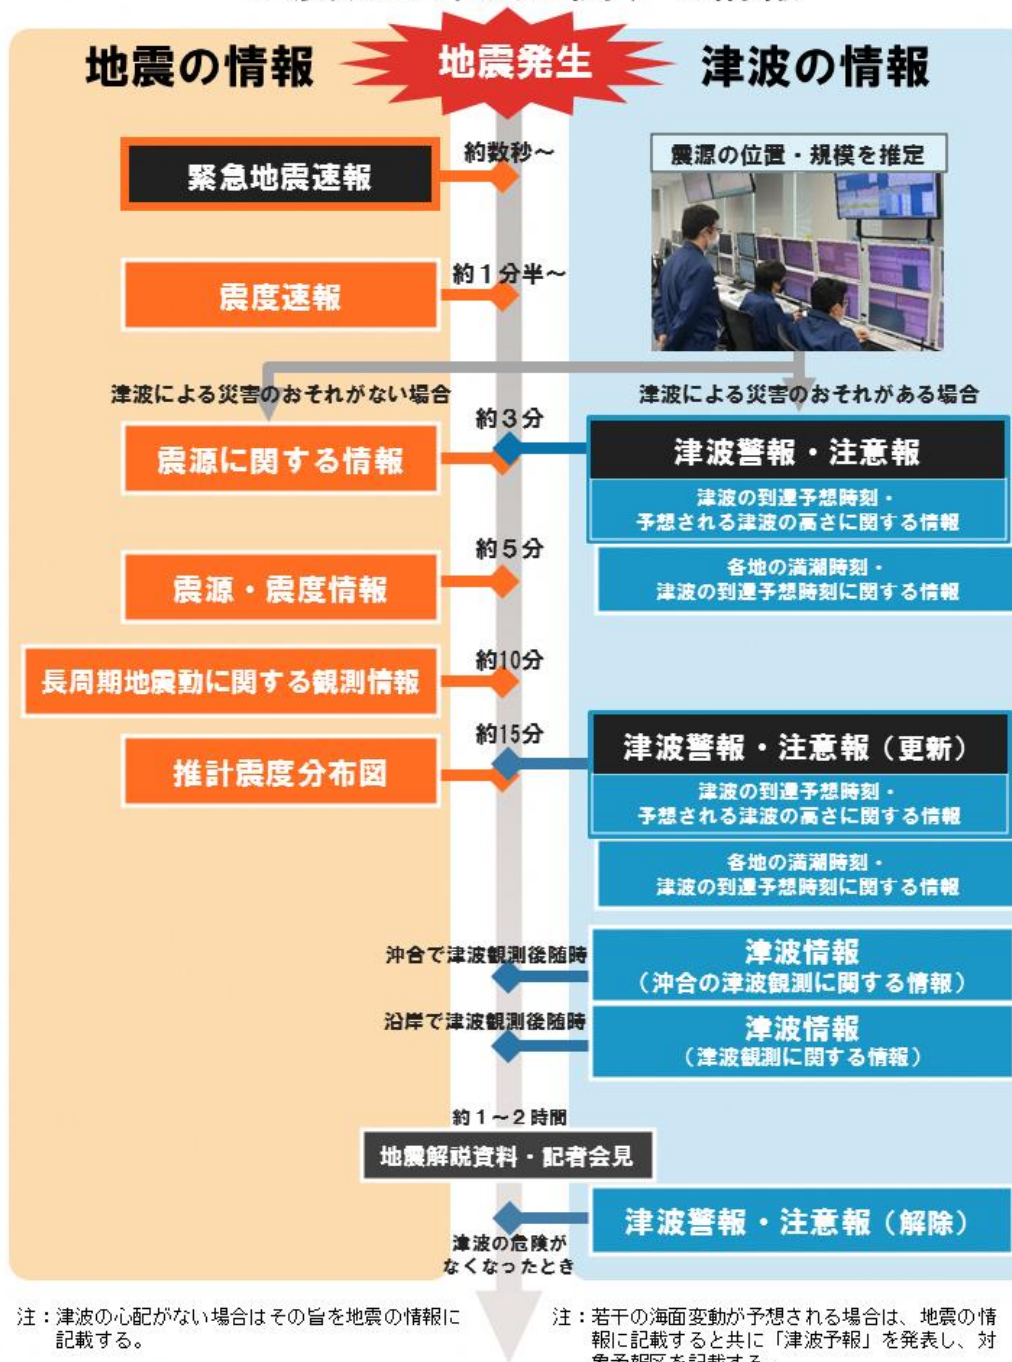 地震の情報
地震発生
津波の情報
約数秒～
緊急地震速報
震源の位置・規模を推定
約１分半～
震度速報
津波による災害のおそれがない場合
津波による災害のおそれがある場合
約３分
震源に関する情報
津波警報・注意報
津波の到達予想時刻・
予想される津波の高さに関する情報
各地の満潮時刻・
津波の到達予想時刻に関する情報
約５分
震源・震度情報
約10分
長周期地震動に関する観測情報
約15分
推計震度分布図
津波警報・注意報（更新）
津波の到達予想時刻・
予想される津波の高さに関する情報
各地の満潮時刻・
津波の到達予想時刻に関する情報
沖合で津波観測後随時
津波情報
（沖合の津波観測に関する情報）
沿岸で津波観測後随時
津波情報
（津波観測に関する情報）
約１～２時間
地震解説資料・記者会見
津波警報・注意報（解除）
津波の危険が
なくなったとき
注：津波の心配がない場合はその旨を地震の情報に
記載する。
注：若干の海面変動が予想される場合は、地震の情
報に記載すると共に「津波予報」を発表し、対
象予報区を記載する。